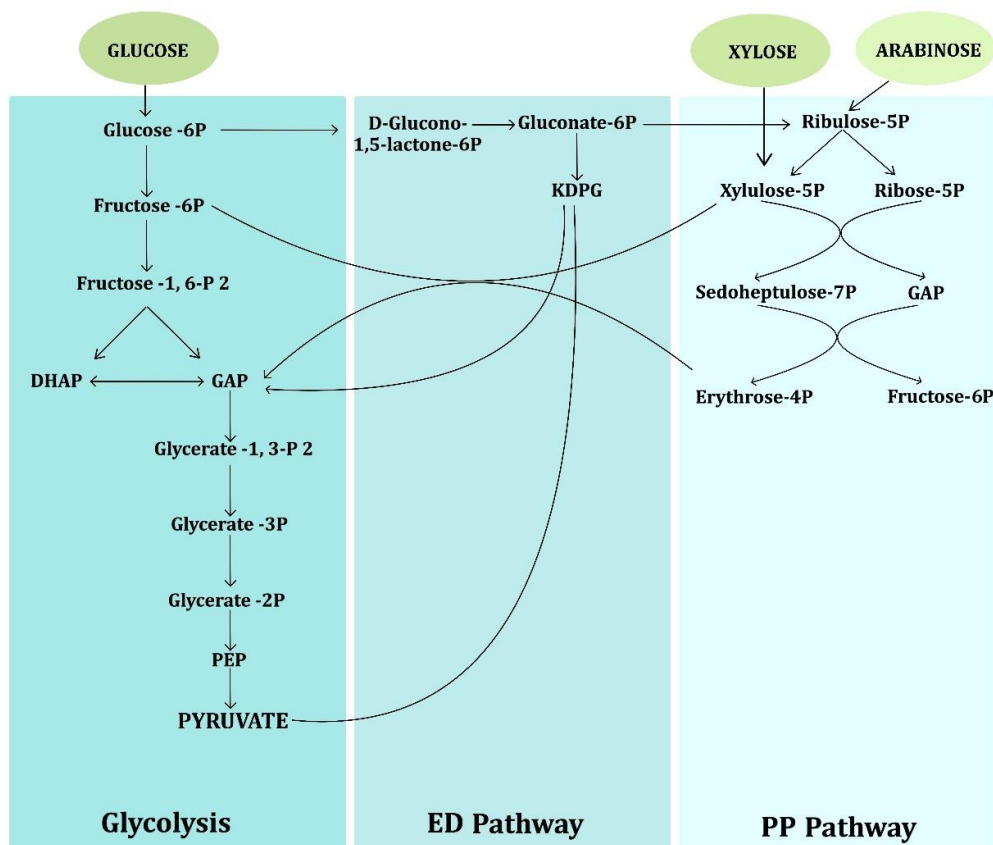 GLUCOSE
XYLOSE
ARABINOSE
Glucose -6P
D-Glucono-
1,5-lactone-6P
Gluconate-6P
Ribulose-5P
Fructose -6P
KDPG
Xylulose-5P
Ribose-5P
Fructose -1, 6-P 2
Sedoheptulose-7P
GAP
DHAP
GAP
Erythrose-4P
Fructose-6P
Glycerate -1, 3-P 2
Glycerate -3P
Glycerate -2P
PEP
PYRUVATE
Glycolysis
ED Pathway
PP Pathway